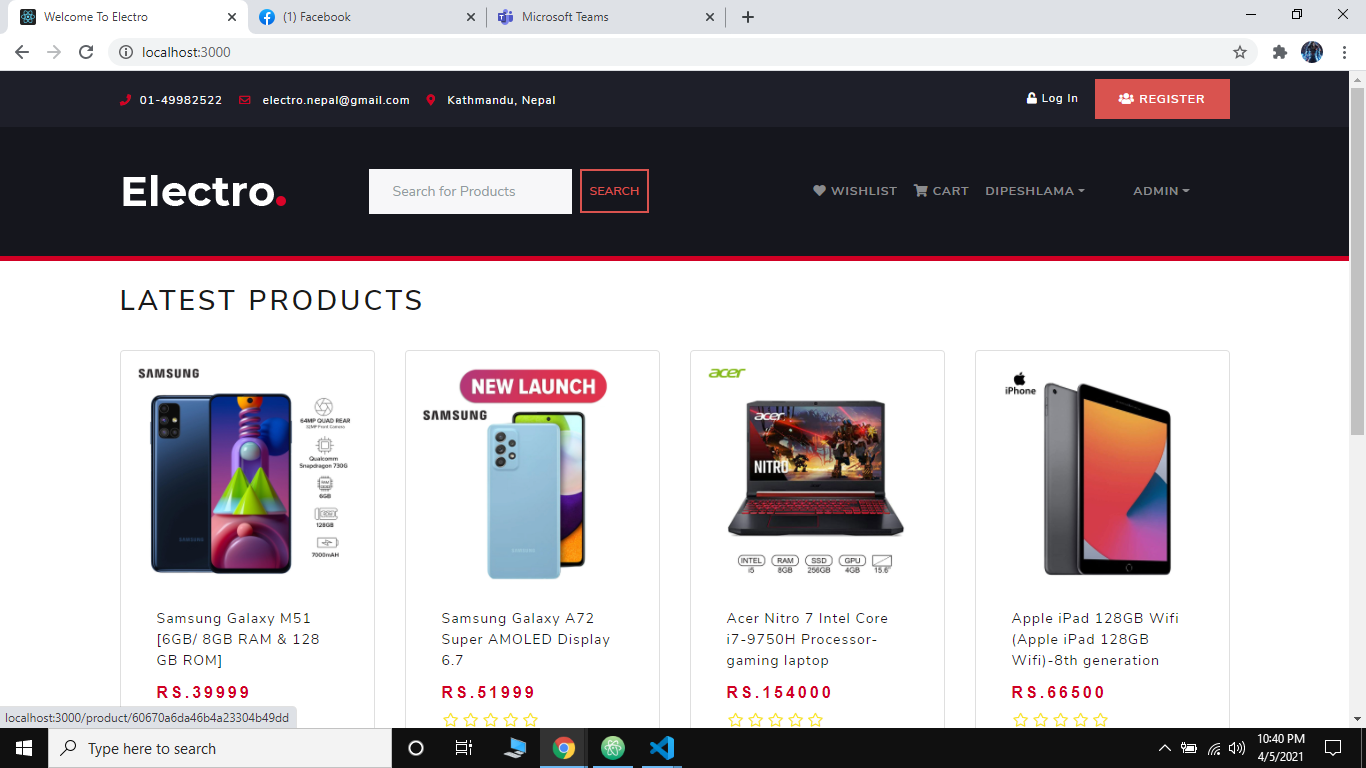 Welcome To Electro
(1) Facebook
Microsoft Teams
localhost:3000
01-49982522 electro.nepal@gmail.com Kathmandu, Nepal
Log In REGISTER
Electro.
Search for Products
SEARCH
WISHLIST CART DIPESHLAMA ADMIN
LATEST PRODUCTS
SAMSUNG
64MP QUAD REAR
32MP Front Camera
Qualcomm
Snapdragon 730G
6GB
128GB
7000mAH
Samsung Galaxy M51
[6GB/ 8GB RAM & 128
GB ROM]
RS.39999
NEW LAUNCH
SAMSUNG
SAMSUNG
Samsung Galaxy A72
Super AMOLED Display
6.7
RS.51999
acer
acer
NITRO
INTEL RAM SSD GPU
i5 8GB 256GB 4GB 15.6"
Acer Nitro 7 Intel Core
i7-9750H Processor-
gaming laptop
RS.154000
iPhone
Apple iPad 128GB Wifi
(Apple iPad 128GB
Wifi)-8th generation
RS.66500
localhost:3000/product/60670a6da46b4a23304b49dd
Type here to search
10:40 PM
4/5/2021